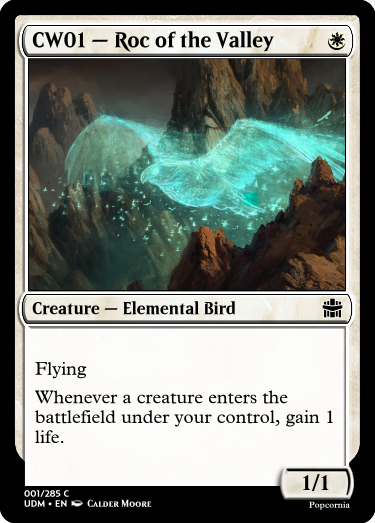 CW01 — Roc of the Valley
Creature — Elemental Bird
Flying
Whenever a creature enters the
battlefield under your control, gain 1
life.
1/1
001/285 C
UDM • EN Calder Moore
Popcornia